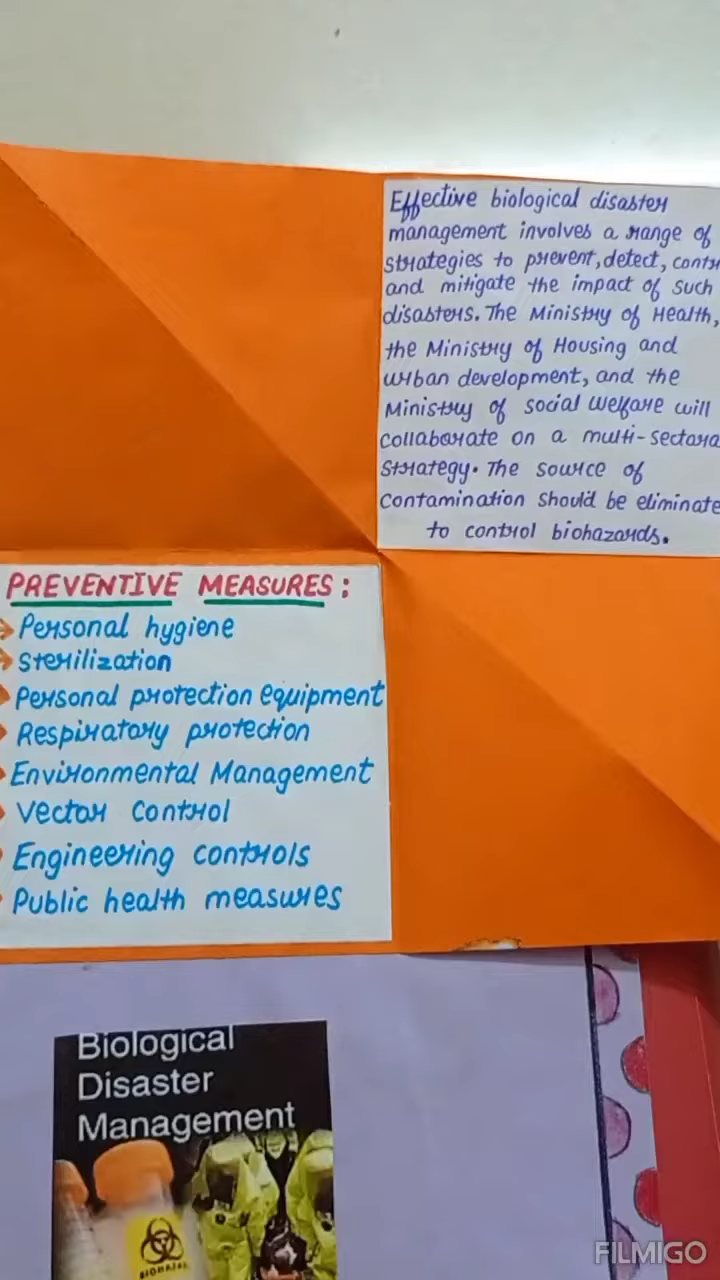 Effective biological disaster
management involves a range of
strategies to prevent, detect,
and mitigate the impact of such
disasters. The Ministry of Health,
the Ministry of Housing and
urban development, and the
Ministry of social welfare will
collaborate on a multi-sectora
strategy. The source of
contamination should be eliminate
to control biohazards.
PREVENTIVE MEASURES:
Personal hygiene
Sterilization
Personal protection equipment
Respiratory protection
Environmental Management
Vector Control
Engineering controls
Public health measures
Biological
Disaster
Management
BIOHAZA
FILMIGO